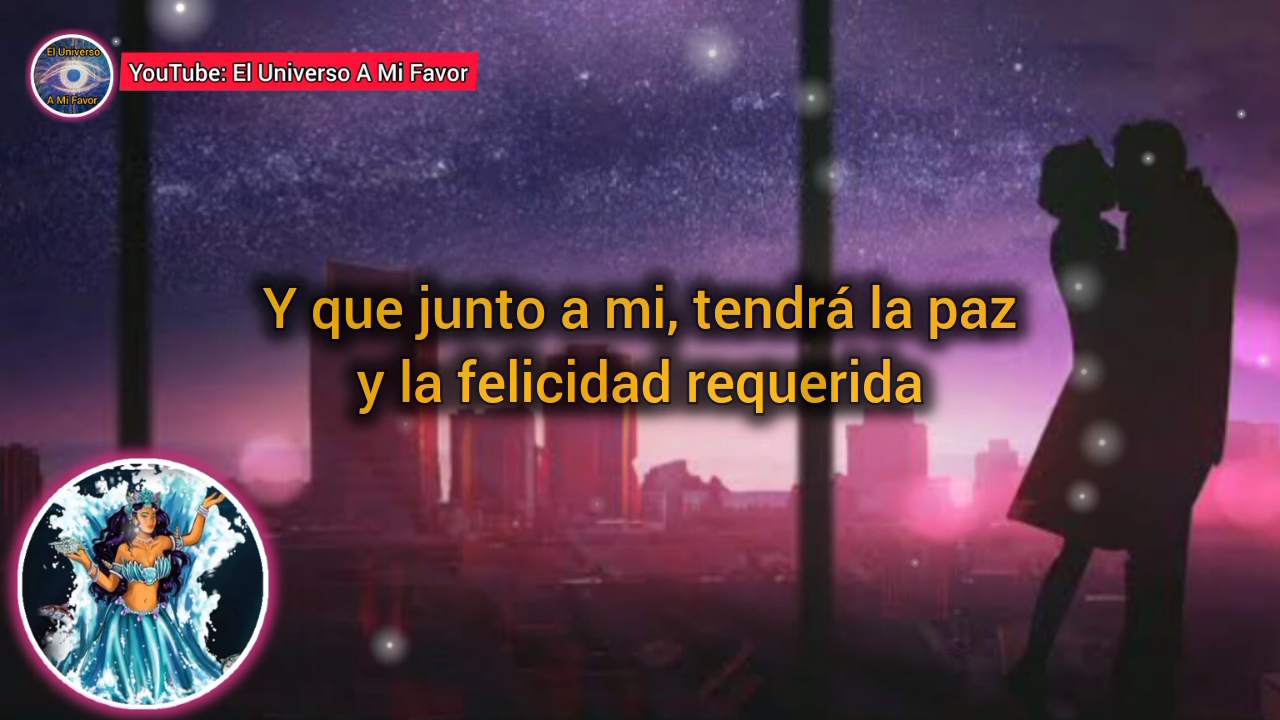 El Universo
A Mi Favor
YouTube: El Universo A Mi Favor
Y que junto a mi, tendrá la paz
y la felicidad requerida